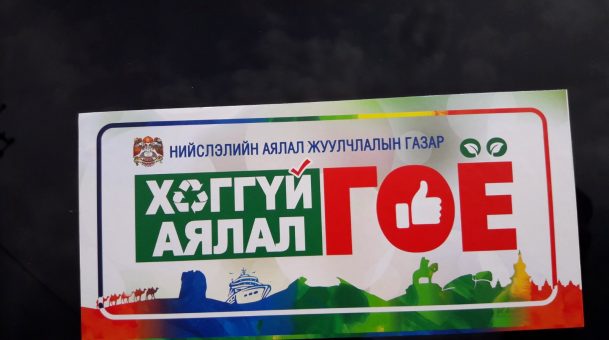 НИЙСЛЭЛИЙН АЯЛАЛ ЖУУЛЧЛАЛЫН ГАЗАР
ХОГГҮЙ
АЯЛАЛ
ГОЁ